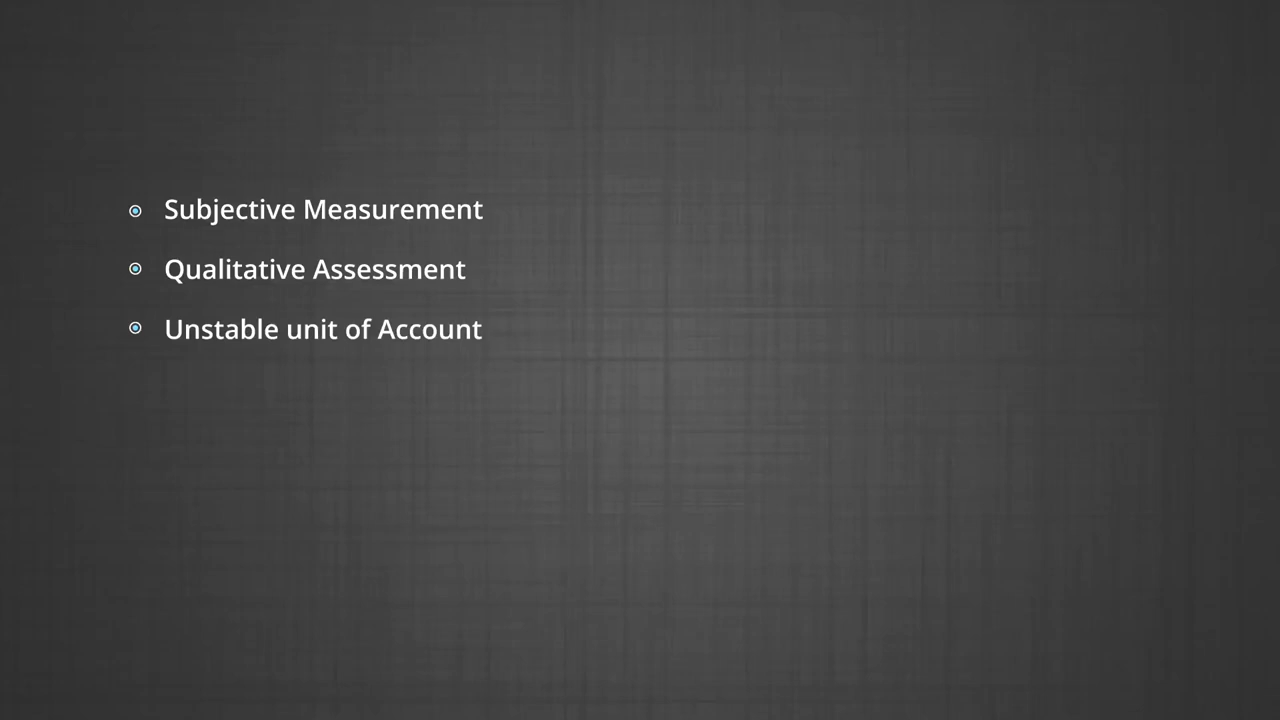 Subjective Measurement
Qualitative Assessment
Unstable unit of Account